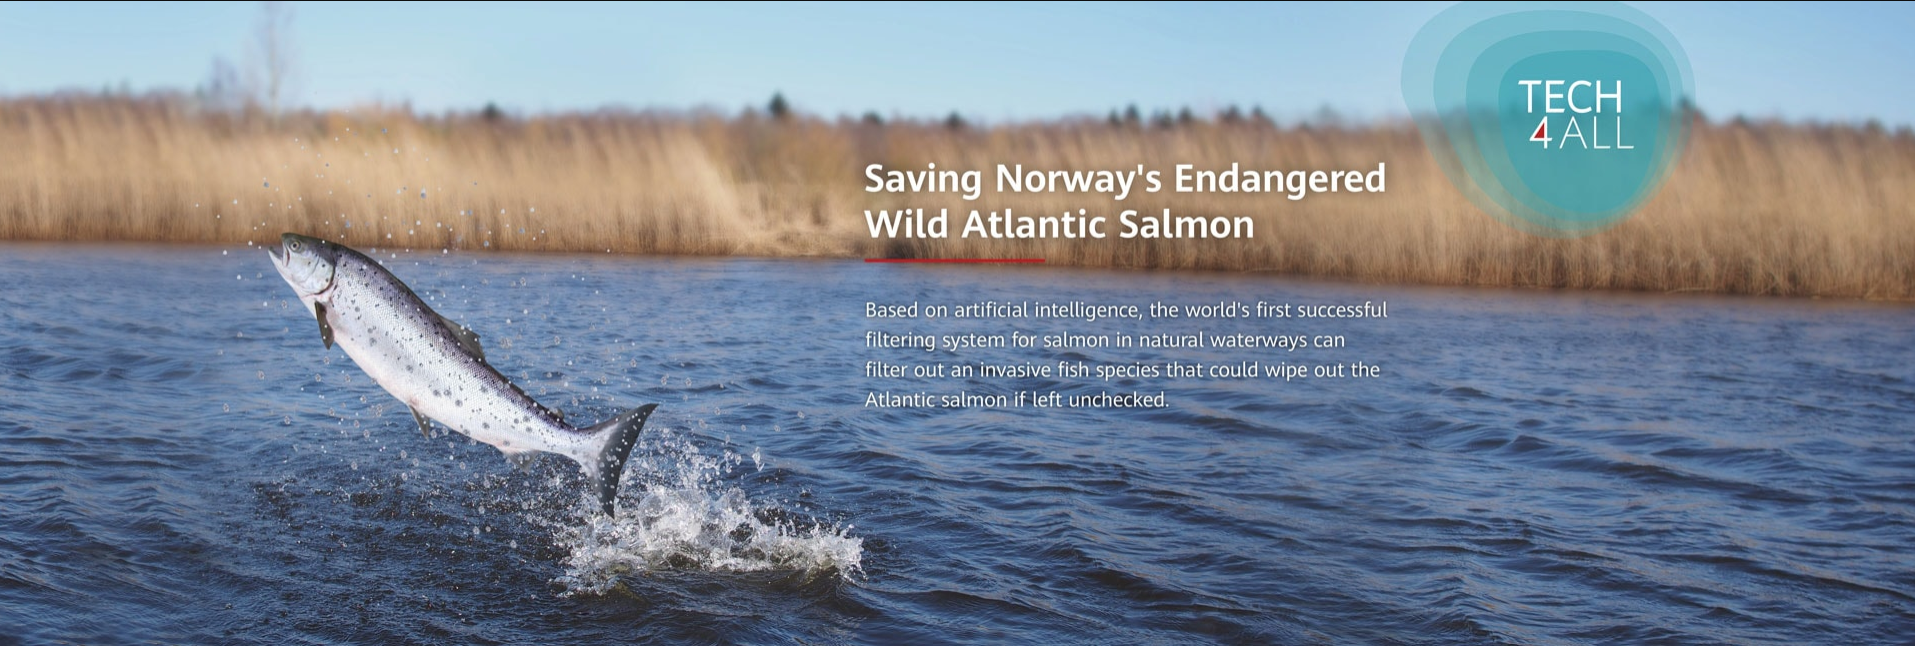 TECH
4ALL
Saving Norway's Endangered
Wild Atlantic Salmon
Based on artificial intelligence, the world's first successful
filtering system for salmon in natural waterways can
filter out an invasive fish species that could wipe out the
Atlantic salmon if left unchecked.